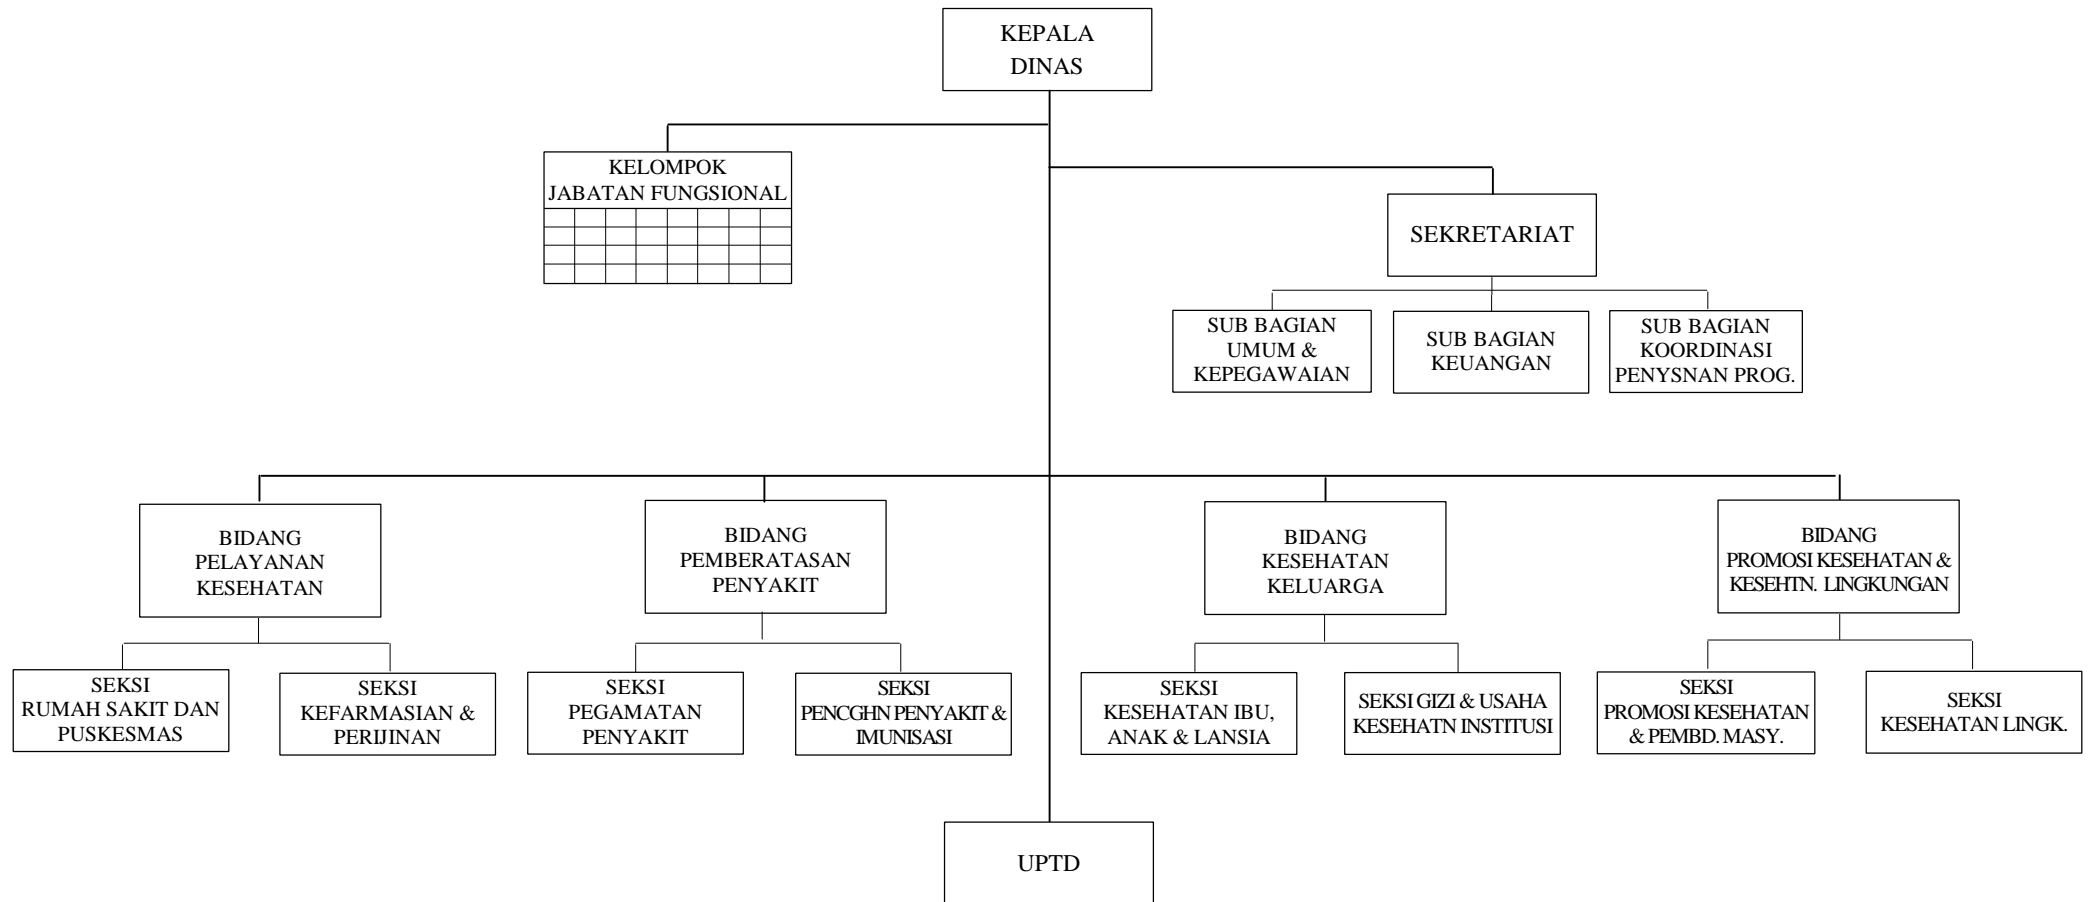 KEPALA
DINAS
KELOMPOK
JABATAN FUNGSIONAL
SEKRETARIAT
SUB BAGIAN
UMUM &
KEPEGAWAIAN
SUB BAGIAN
KEUANGAN
SUB BAGIAN
KOORDINASI
PENYSNAN PROG.
BIDANG
PELAYANAN
KESEHATAN
BIDANG
PEMBERATASAN
PENYAKIT
BIDANG
KESEHATAN
KELUARGA
BIDANG
PROMOSI KESEHATAN &
KESEHTN. LINGKUNGAN
SEKSI
RUMAH SAKIT DAN
PUSKESMAS
SEKSI
KEFARMASIAN &
PERIJINAN
SEKSI
PEGAMATAN
PENYAKIT
SEKSI
PENCGHN PENYAKIT &
IMUNISASI
SEKSI
KESEHATAN IBU,
ANAK & LANSIA
SEKSI GIZI & USAHA
KESEHATN INSTITUSI
SEKSI
PROMOSI KESEHATAN
& PEMBD. MASY.
SEKSI
KESEHATAN LINGK.
UPTD